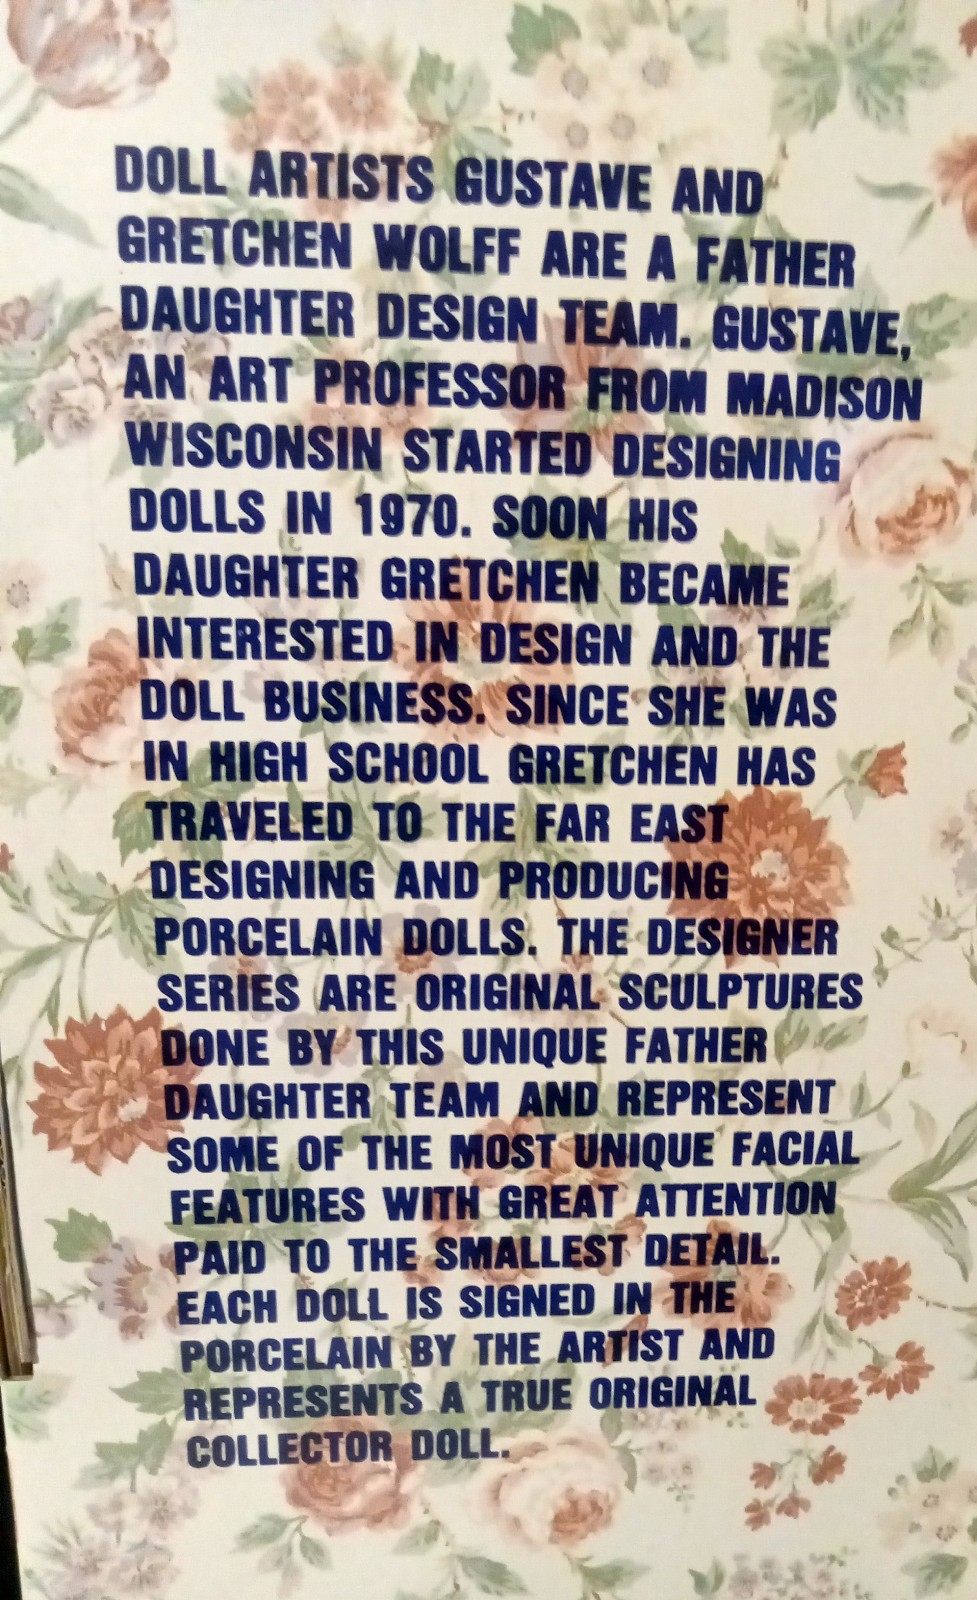 DOLL ARTISTS GUSTAVE AND
GRETCHEN WOLFF ARE A FATHER
DAUGHTER DESIGN TEAM. GUSTAVE,
AN ART PROFESSOR FROM MADISON
WISCONSIN STARTED DESIGNING
DOLLS IN 1970. SOON HIS
DAUGHTER GRETCHEN BECAME
INTERESTED IN DESIGN AND THE
DOLL BUSINESS. SINCE SHE WAS
IN HIGH SCHOOL GRETCHEN HAS
TRAVELED TO THE FAR EAST
DESIGNING AND PRODUCING
PORCELAIN DOLLS. THE DESIGNER
SERIES ARE ORIGINAL SCULPTURES
DONE BY THIS UNIQUE FATHER
DAUGHTER TEAM AND REPRESENT
SOME OF THE MOST UNIQUE FACIAL
FEATURES WITH GREAT ATTENTION
PAID TO THE SMALLEST DETAIL.
EACH DOLL IS SIGNED IN THE
PORCELAIN BY THE ARTIST AND
REPRESENTS A TRUE ORIGINAL
COLLECTOR DOLL.